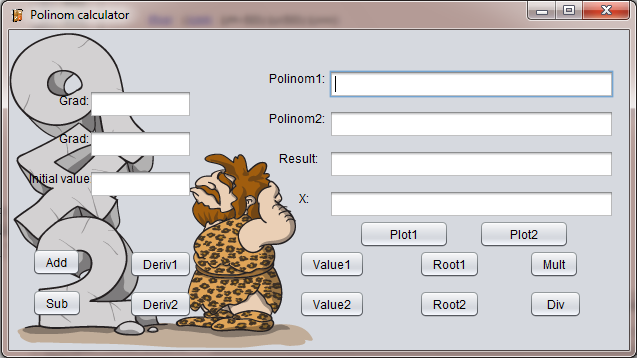 Polinom calculator
Polinom1:
Grad:
Polinom2:
Grad:
Result:
Initial value
X:
Plot1 Plot2
Add Deriv1 Value1 Root1 Mult
Sub Deriv2 Value2 Root2 Div